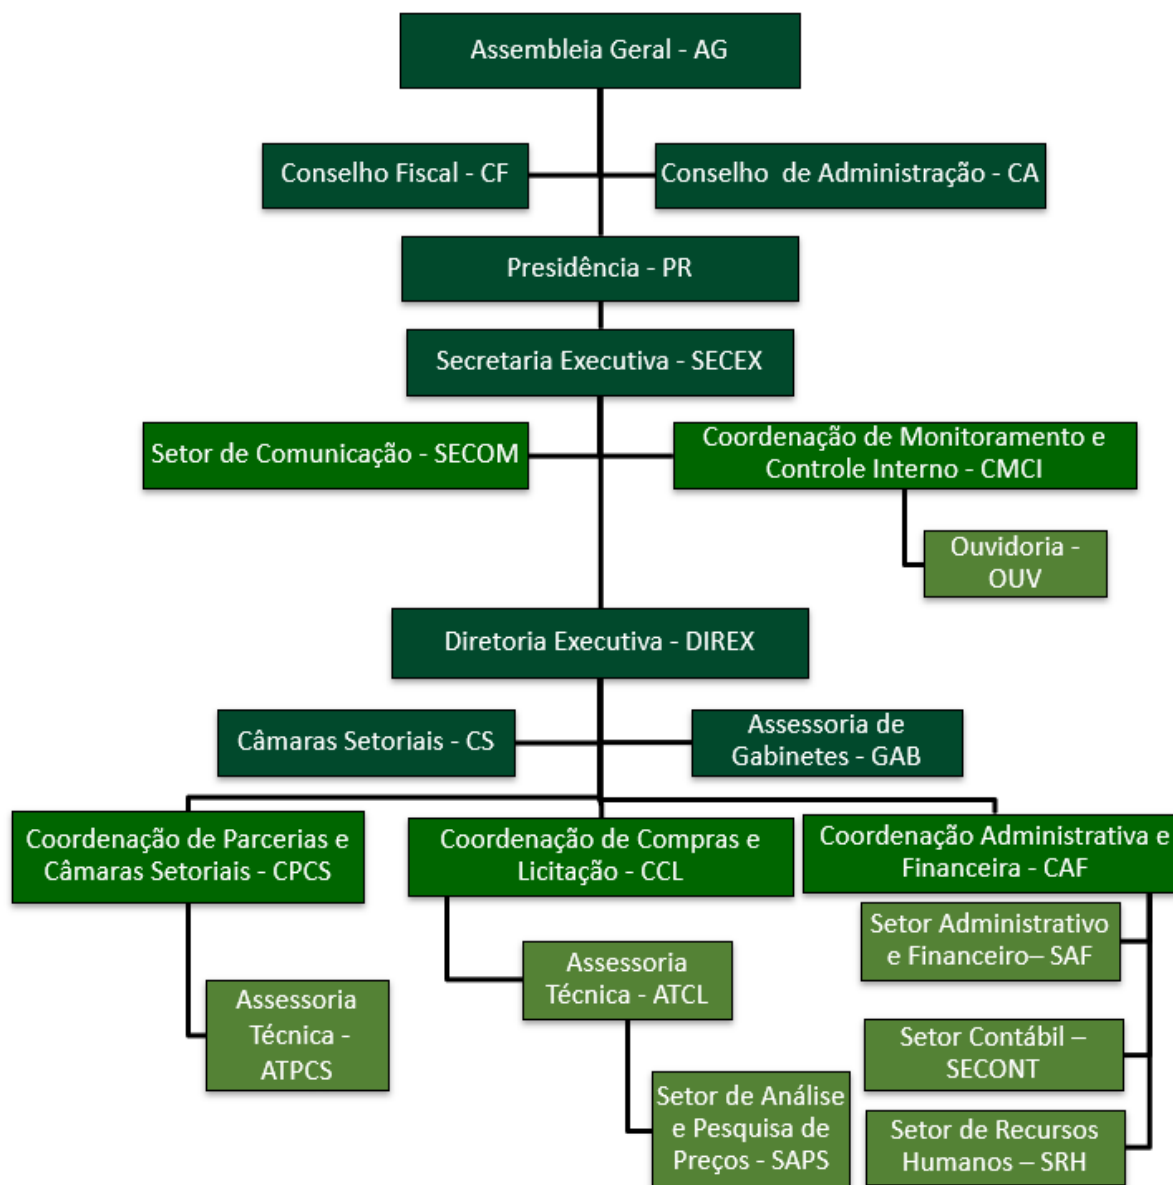 Assembleia Geral - AG
Conselho Fiscal - CF
Conselho  de Administração - CA
Presidência - PR
Secretaria Executiva - SECEX
Setor de Comunicação - SECOM
Coordenação de Monitoramento e
Controle Interno - CMCI
Ouvidoria -
OUV
Diretoria Executiva - DIREX
Câmaras Setoriais - CS
Assessoria de
Gabinetes - GAB
Coordenação de Parcerias e
Câmaras Setoriais - CPCS
Coordenação de Compras e
Licitação - CCL
Coordenação Administrativa e
Financeira - CAF
Assessoria
Técnica -
ATPCS
Assessoria
Técnica - ATCL
Setor de Análise
e Pesquisa de
Preços - SAPS
Setor Administrativo
e Financeiro– SAF
Setor Contábil –
SECONT
Setor de Recursos
Humanos – SRH